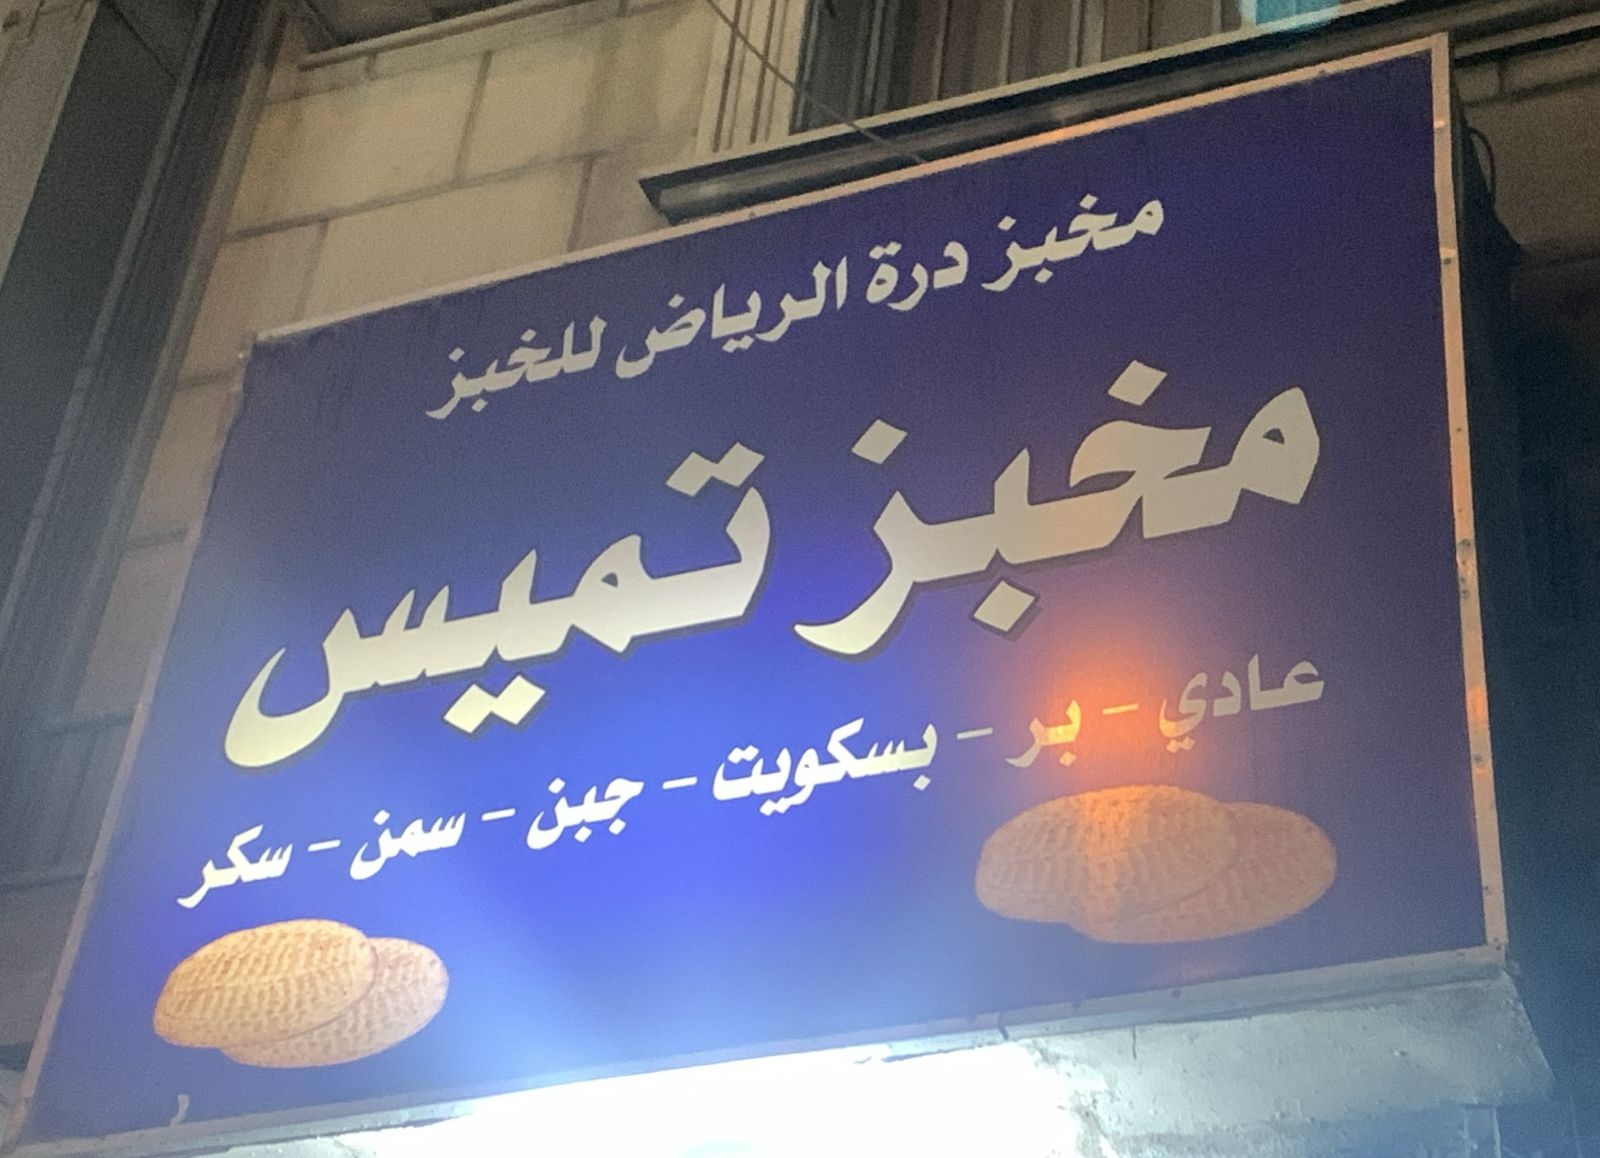 مخبز درة الرياض للخبز
مخبز تميس
عادي - بر - بسكويت - جبن - سمن - سكر